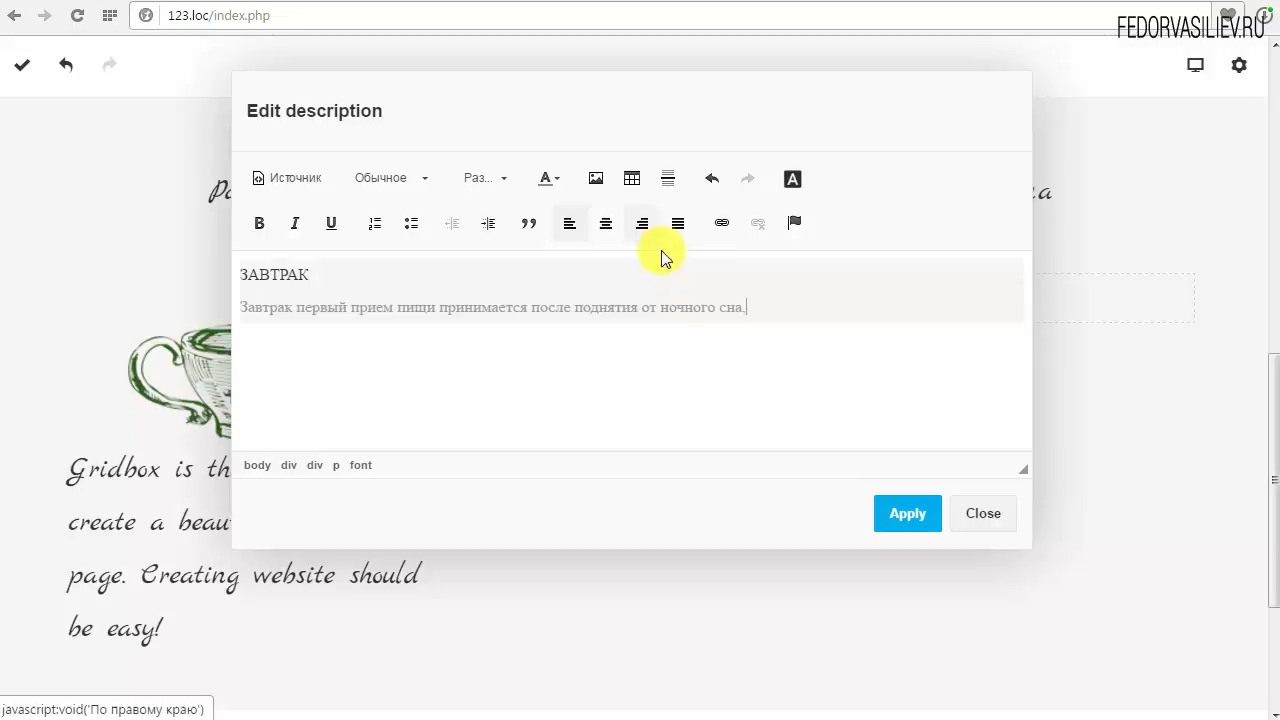 123.loc/index.php
FEDORVASILIEV.RU
Edit description
Источник Обычное Раз... A A
B I U
ЗАВТРАК
Завтрак первый прием пищи принимается после поднятия от ночного сна,
body div div p font
Apply Close
Gridbox is th
create a beau
page. Creating website should
be easy!
javascript:void('По правому краю')